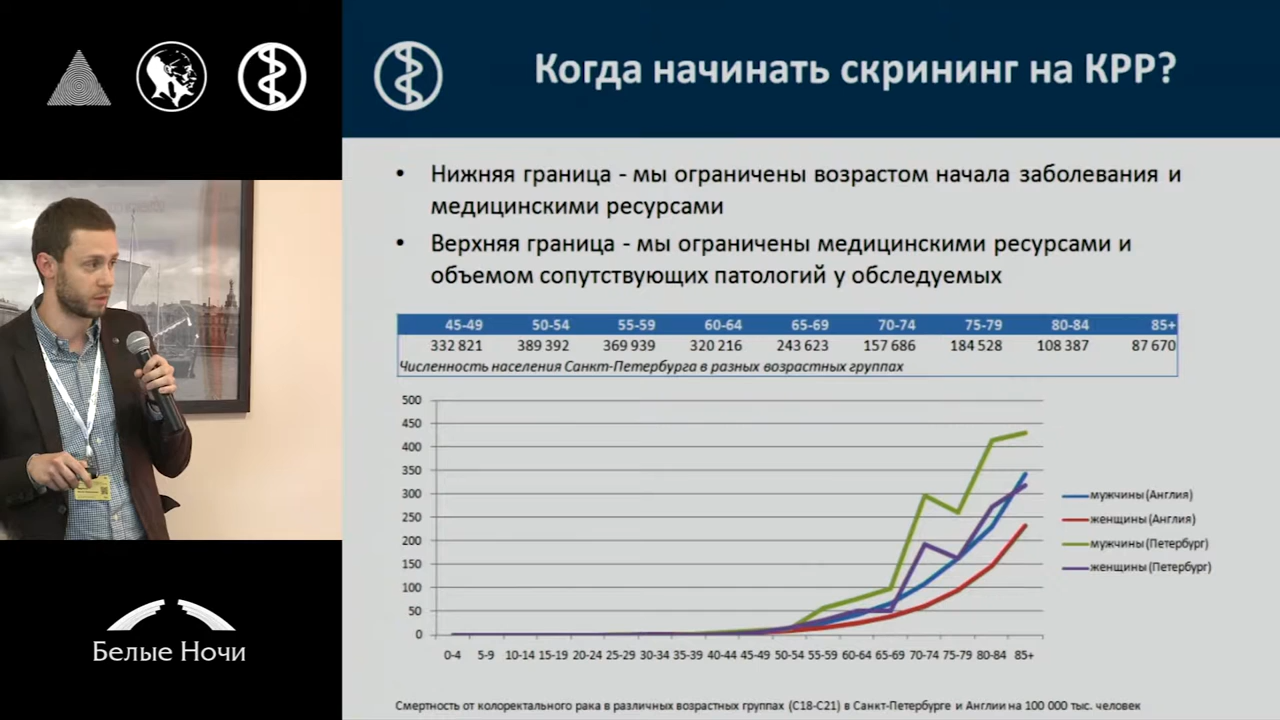 Когда начинать скрининг на КРР?
• Нижняя граница - мы ограничены возрастом начала заболевания и
медицинскими ресурсами
• Верхняя граница - мы ограничены медицинскими ресурсами и
объемом сопутствующих патологий у обследуемых
45-49 50-54 55-59 60-64 65-69 70-74 75-79 80-84 85+
332 821 389 392 369 939 320 216 243 623 157 686 184 528 108 387 87 670
Численность населения Санкт-Петербурга в разных возрастных группах
500
450
400
350
300
250
200
150
100
50
0
0-4 5-9 10-14 15-19 20-24 25-29 30-34 35-39 40-44 45-49 50-54 55-59 60-64 65-69 70-74 75-79 80-84 85+
мужчины (Англия)
женщины (Англия)
мужчины (Петербург)
женщины (Петербург)
Смертность от колоректального рака в различных возрастных группах (С18-С21) в Санкт-Петербурге и Англии на 100 000 тыс. человек
Белые Ночи